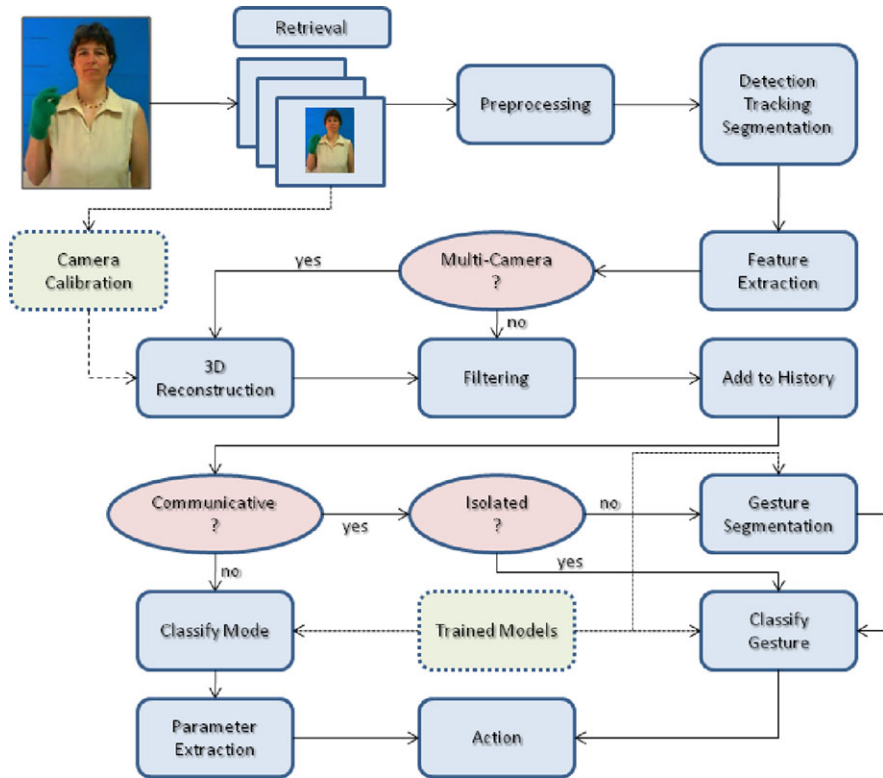 Retrieval
Preprocessing
Detection
Tracking
Segmentation
Camera
Calibration
yes
Multi-Camera
?
no
Feature
Extraction
3D
Reconstruction
Filtering
Add to History
Communicative
?
yes
no
Isolated
?
no
yes
Gesture
Segmentation
Classify Mode
Trained Models
Classify
Gesture
Parameter
Extraction
Action